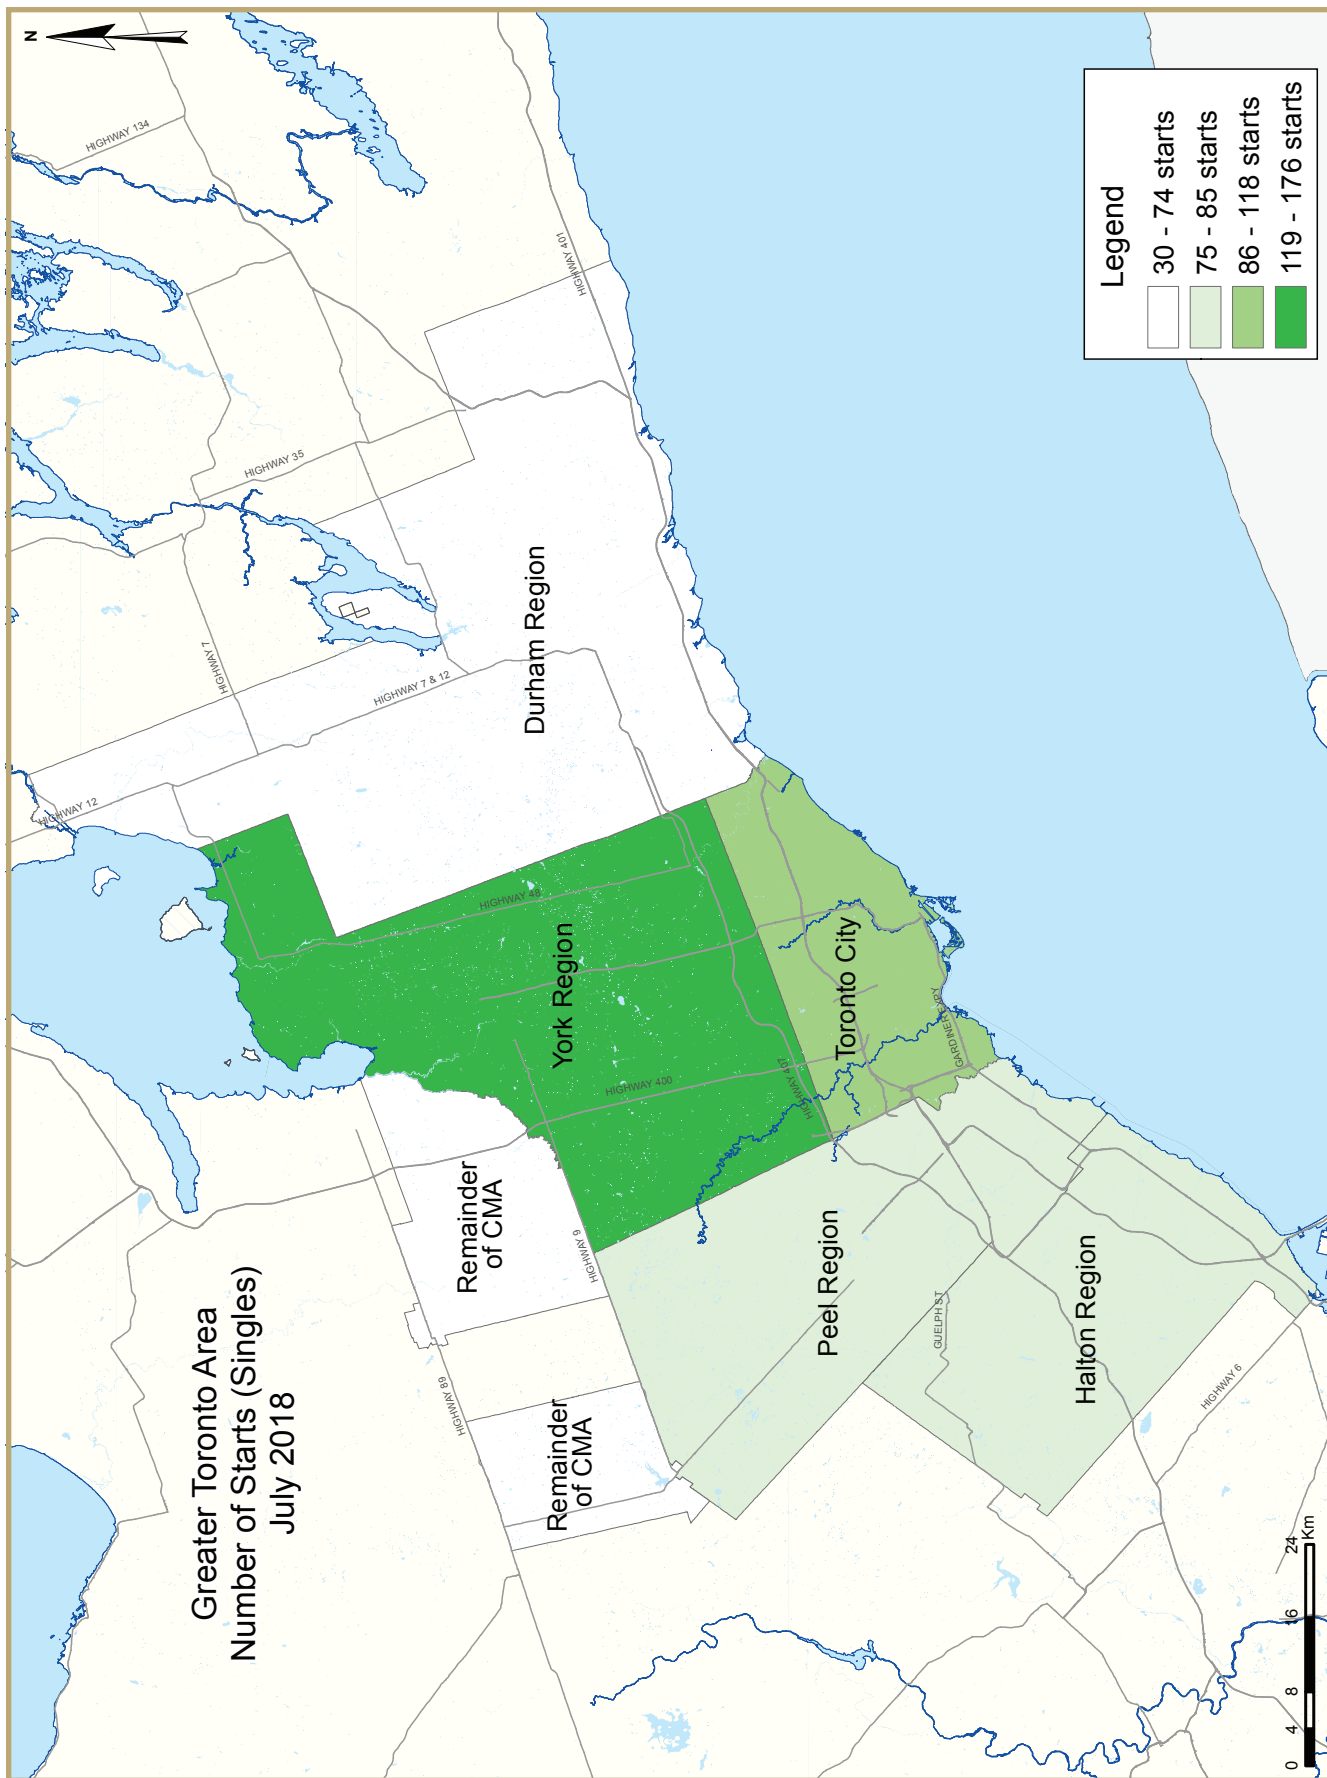 Greater Toronto Area
Number of Starts (Singles)
July 2018
N
HIGHWAY 134
HIGHWAY 401
HIGHWAY 35
HIGHWAY 7
HIGHWAY 7 & 12
HIGHWAY 12
Durham Region
HIGHWAY 48
York Region
HIGHWAY 400
HIGHWAY 407
Toronto City
GARDINER EXPY
Remainder
of CMA
HIGHWAY 9
HIGHWAY 89
Remainder
of CMA
Peel Region
GUELPH ST
Halton Region
HIGHWAY 6
Legend
30 - 74 starts
75 - 85 starts
86 - 118 starts
119 - 176 starts
0 4 8 16 24
Km